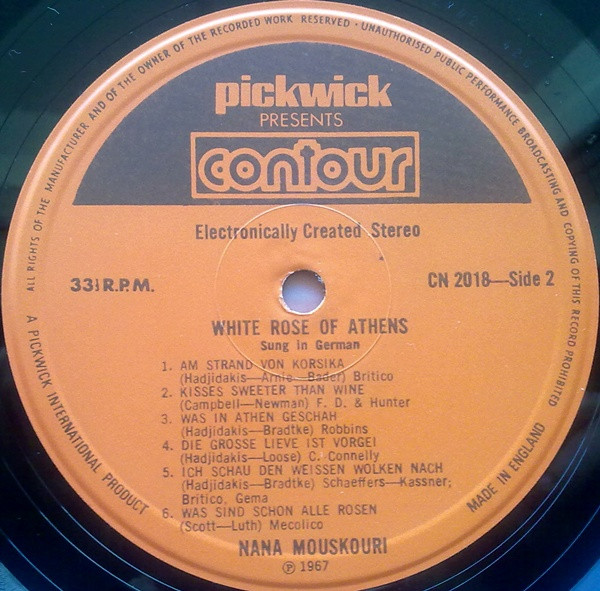 ALL RIGHTS OF THE MANUFACTURER AND OF THE OWNER OF THE RECORDED WORK RESERVED · UNAUTHORISED PUBLIC PERFORMANCE BROADCASTING AND COPYING OF THIS RECORD PROHIBITED
pickwick
PRESENTS
contour
Electronically Created Stereo
33⅓ R.P.M.
CN 2018—Side 2
WHITE ROSE OF ATHENS
Sung in German
1. AM STRAND VON KORSIKA
(Hadjidakis—Arnie—Bader) Britico
2. KISSES SWEETER THAN WINE
(Campbell—Newman) F. D. & Hunter
3. WAS IN ATHEN GESCHAH
(Hadjidakis—Bradtke) Robbins
4. DIE GROSSE LIEVE IST VORGEI
(Hadjidakis—Loose) C. Connelly
5. ICH SCHAU DEN WEISSEN WOLKEN NACH
(Hadjidakis—Bradtke) Schaeffers—Kassner;
Britico, Gema
6. WAS SIND SCHON ALLE ROSEN
(Scott—Luth) Mecolico
NANA MOUSKOURI
℗ 1967
A PICKWICK INTERNATIONAL PRODUCT
MADE IN ENGLAND